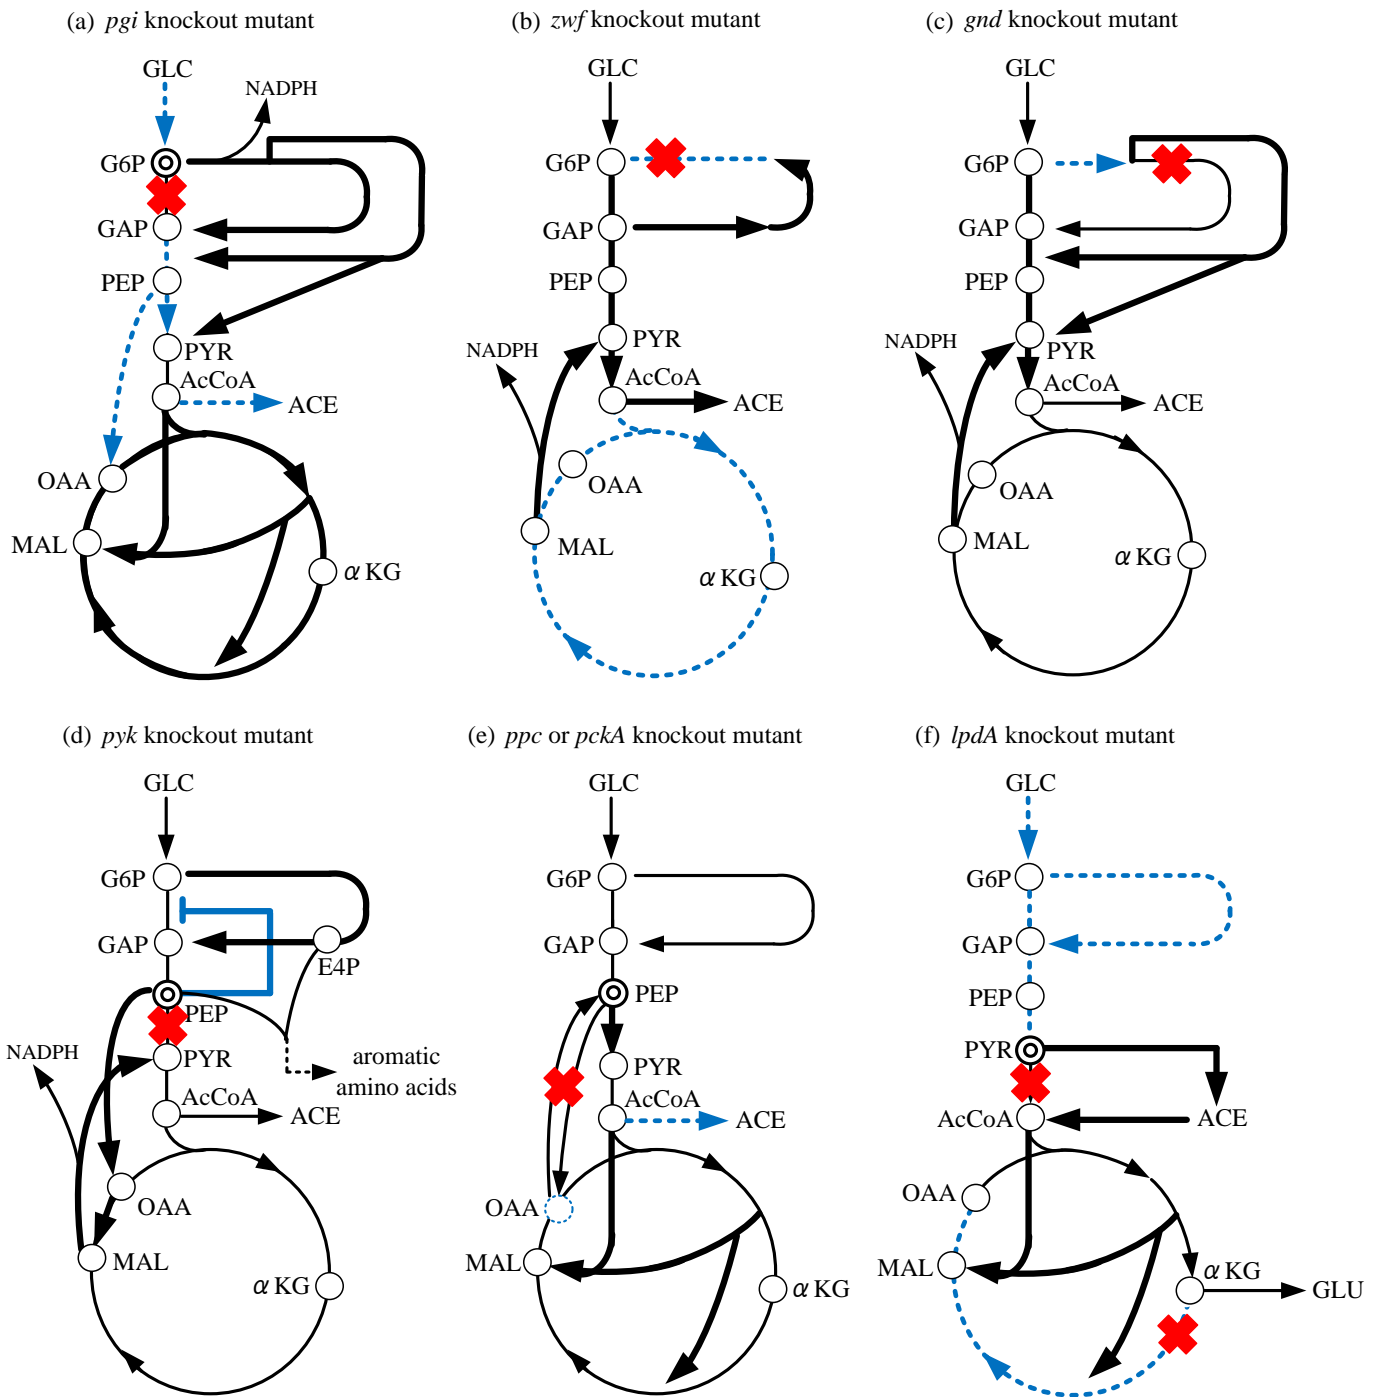 (a) pgi knockout mutant
GLC
NADPH
G6P
GAP
PEP
PYR
AcCoA
ACE
OAA
MAL
α KG
(b) zwf knockout mutant
GLC
G6P
GAP
PEP
NADPH
PYR
AcCoA
ACE
OAA
MAL
α KG
(c) gnd knockout mutant
GLC
G6P
GAP
PEP
NADPH
PYR
AcCoA
ACE
OAA
MAL
α KG
(d) pyk knockout mutant
GLC
G6P
GAP
E4P
PEP
NADPH
PYR
aromatic
amino acids
AcCoA
ACE
OAA
MAL
α KG
(e) ppc or pckA knockout mutant
GLC
G6P
GAP
PEP
PYR
AcCoA
ACE
OAA
MAL
α KG
(f) lpdA knockout mutant
GLC
G6P
GAP
PEP
PYR
AcCoA
ACE
OAA
MAL
α KG
GLU